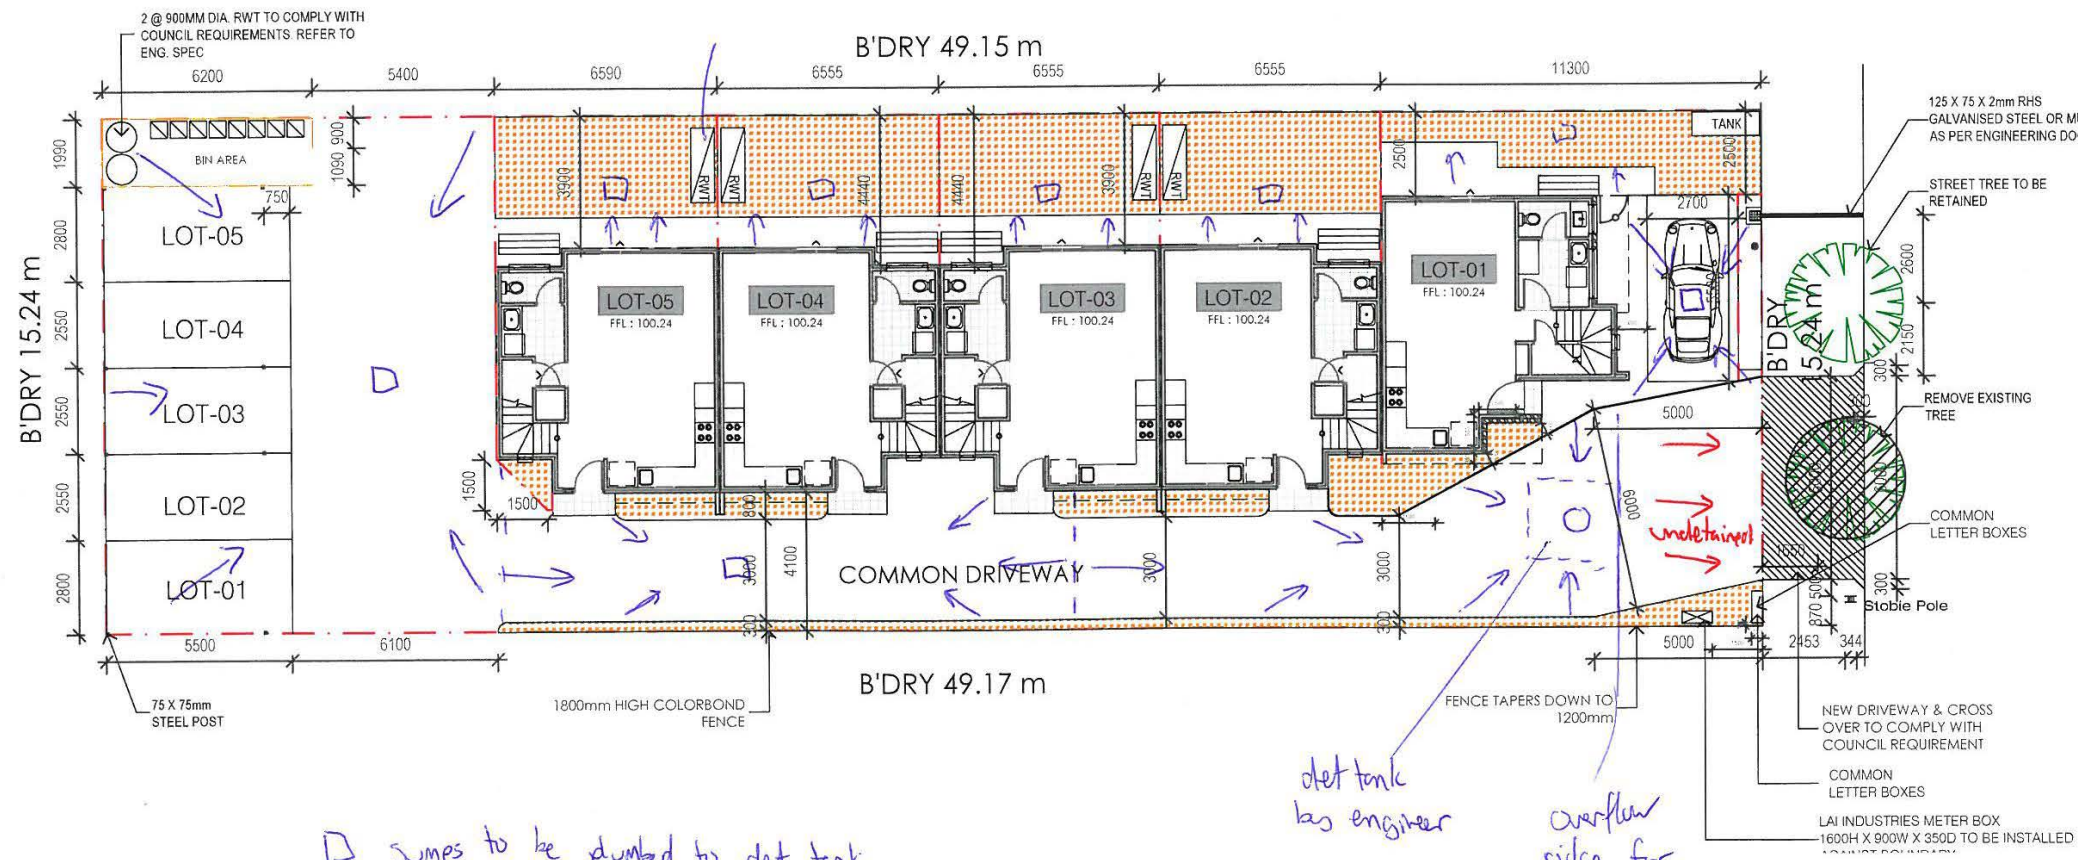 2 @ 900MM DIA. RWT TO COMPLY WITH
COUNCIL REQUIREMENTS. REFER TO
ENG. SPEC
B'DRY 49.15 m
6200
5400
6590
6555
6555
6555
11300
125 X 75 X 2mm RHS
GALVANISED STEEL OR M
AS PER ENGINEERING DO
STREET TREE TO BE
RETAINED
1990
BIN AREA
900
1090
750
TANK
RWT
RWT
RWT
RWT
3900
4440
4440
3900
2500
2500
2700
2600
2150
300
B'DRY 15.24 m
2800
2550
2550
2550
2800
LOT-05
LOT-04
LOT-03
LOT-02
LOT-01
LOT-05
FFL : 100.24
LOT-04
FFL : 100.24
LOT-03
FFL : 100.24
LOT-02
FFL : 100.24
LOT-01
FFL : 100.24
B'DRY
15.24 m
REMOVE EXISTING
TREE
5000
6000
undetained
COMMON
LETTER BOXES
1500
1500
800
3000
4100
300
COMMON DRIVEWAY
3000
3000
300
1650
300
500
870
Stobie Pole
5500
6100
5000
2453
344
B'DRY 49.17 m
75 X 75mm
STEEL POST
1800mm HIGH COLORBOND
FENCE
FENCE TAPERS DOWN TO
1200mm
NEW DRIVEWAY & CROSS
OVER TO COMPLY WITH
COUNCIL REQUIREMENT
COMMON
LETTER BOXES
LAI INDUSTRIES METER BOX
1600H X 900W X 350D TO BE INSTALLED
AGAINST BOUNDARY
det tank
by engineer
overflow
sumps to be plumbed to det tank